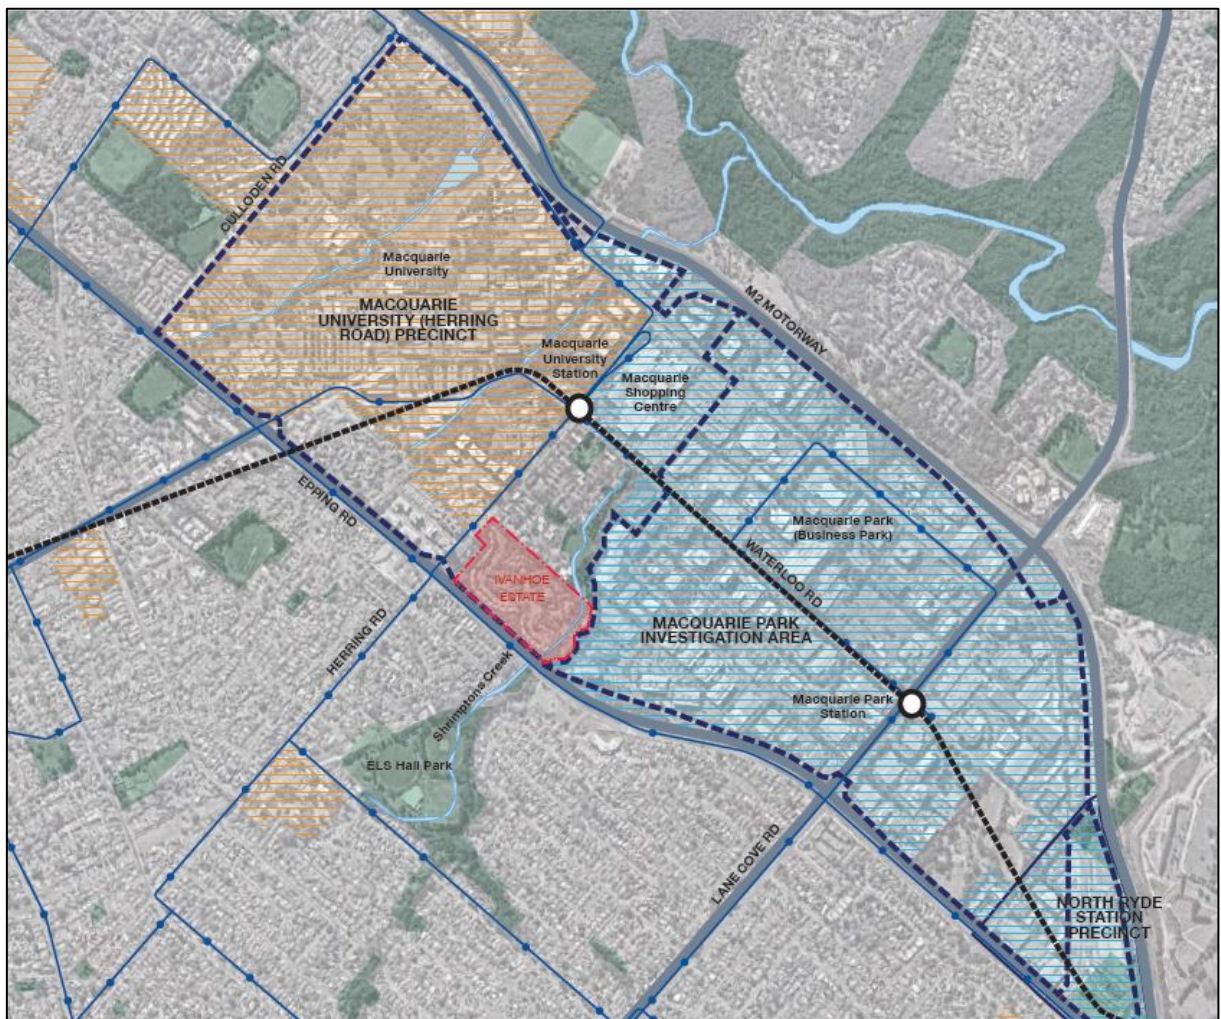 CULLODEN RD
Macquarie
University
MACQUARIE
UNIVERSITY (HERRING
ROAD) PRECINCT
M2 MOTORWAY
Macquarie
University
Station
Macquarie
Shopping
Centre
EPPING RD
Macquarie Park
(Business Park)
WATERLOO RD
IVANHOE
ESTATE
HERRING RD
MACQUARIE PARK
INVESTIGATION AREA
Shrimptons Creek
Macquarie Park
Station
ELS Hall Park
LANE COVE RD
NORTH RYDE
STATION
PRECINCT